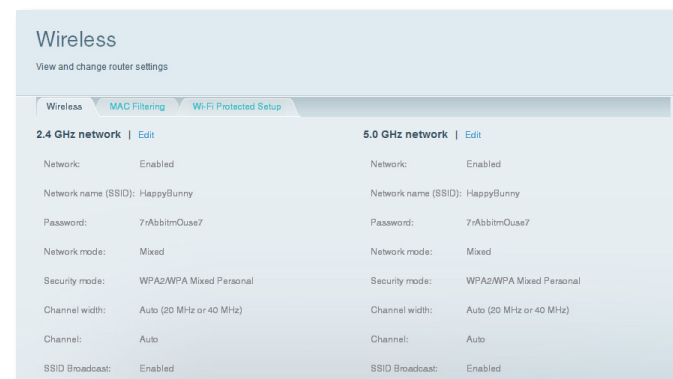 Wireless
View and change router settings
Wireless MAC Filtering Wi-Fi Protected Setup
2.4 GHz network | Edit 5.0 GHz network | Edit
Network: Enabled Network: Enabled
Network name (SSID): HappyBunny Network name (SSID): HappyBunny
Password: 7rAbbitmOuse7 Password: 7rAbbitmOuse7
Network mode: Mixed Network mode: Mixed
Security mode: WPA2/WPA Mixed Personal Security mode: WPA2/WPA Mixed Personal
Channel width: Auto (20 MHz or 40 MHz) Channel width: Auto (20 MHz or 40 MHz)
Channel: Auto Channel: Auto
SSID Broadcast: Enabled SSID Broadcast: Enabled